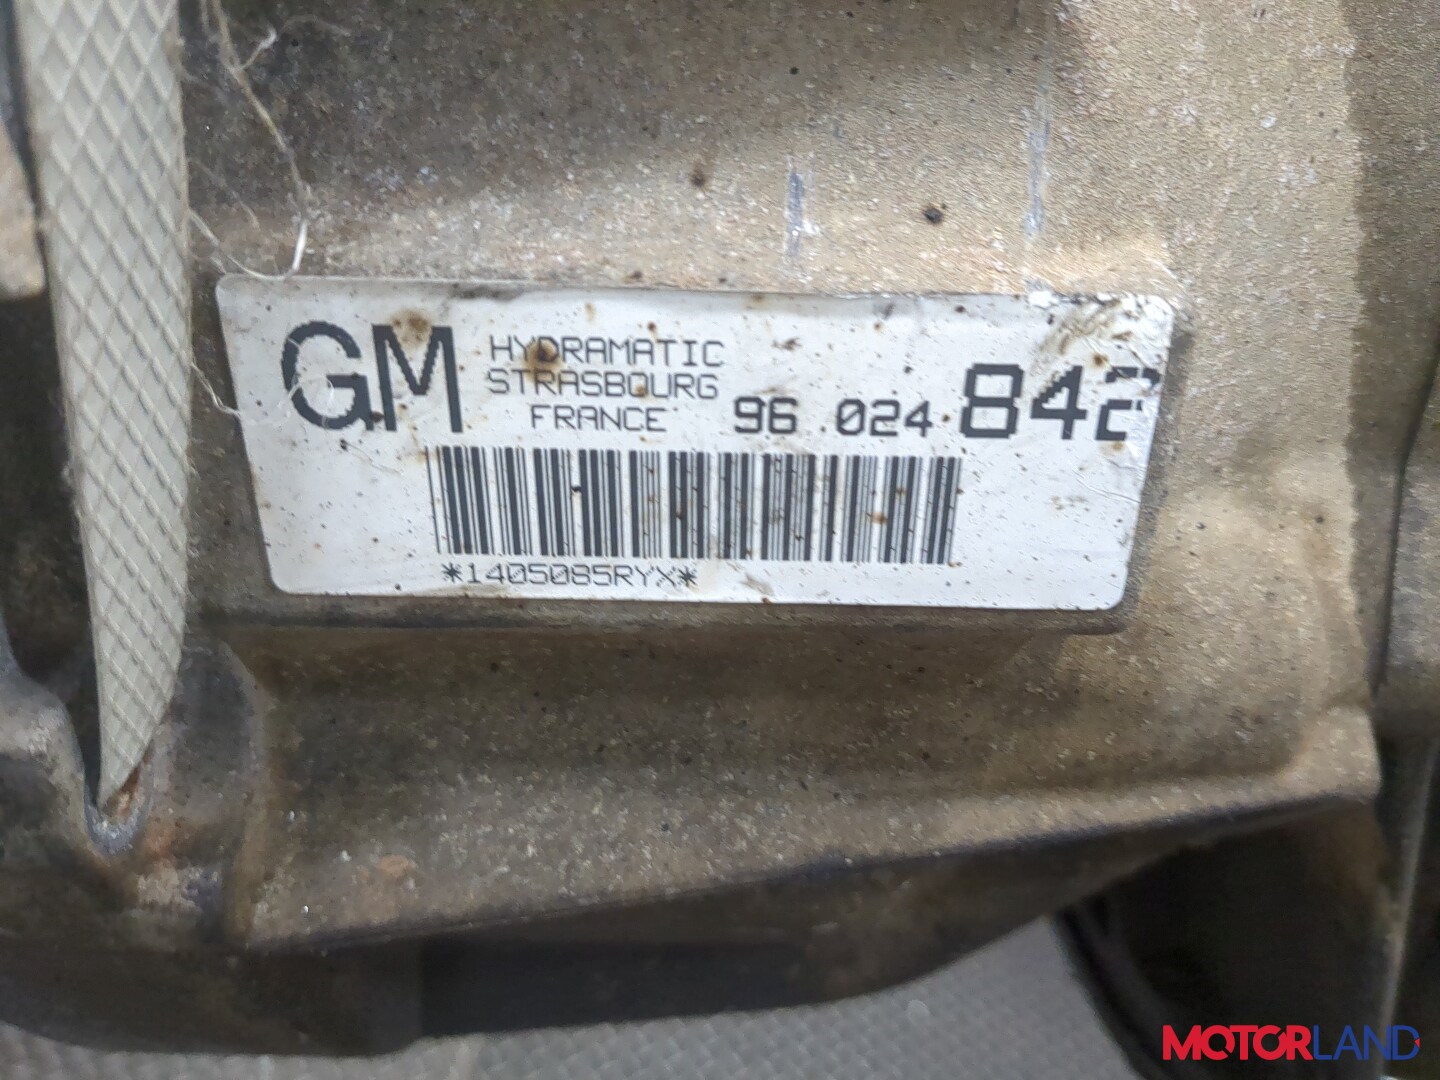 GM HYDRAMATIC
STRASBOURG
FRANCE 96 024 842
*1405085RYX*
MOTORLAND